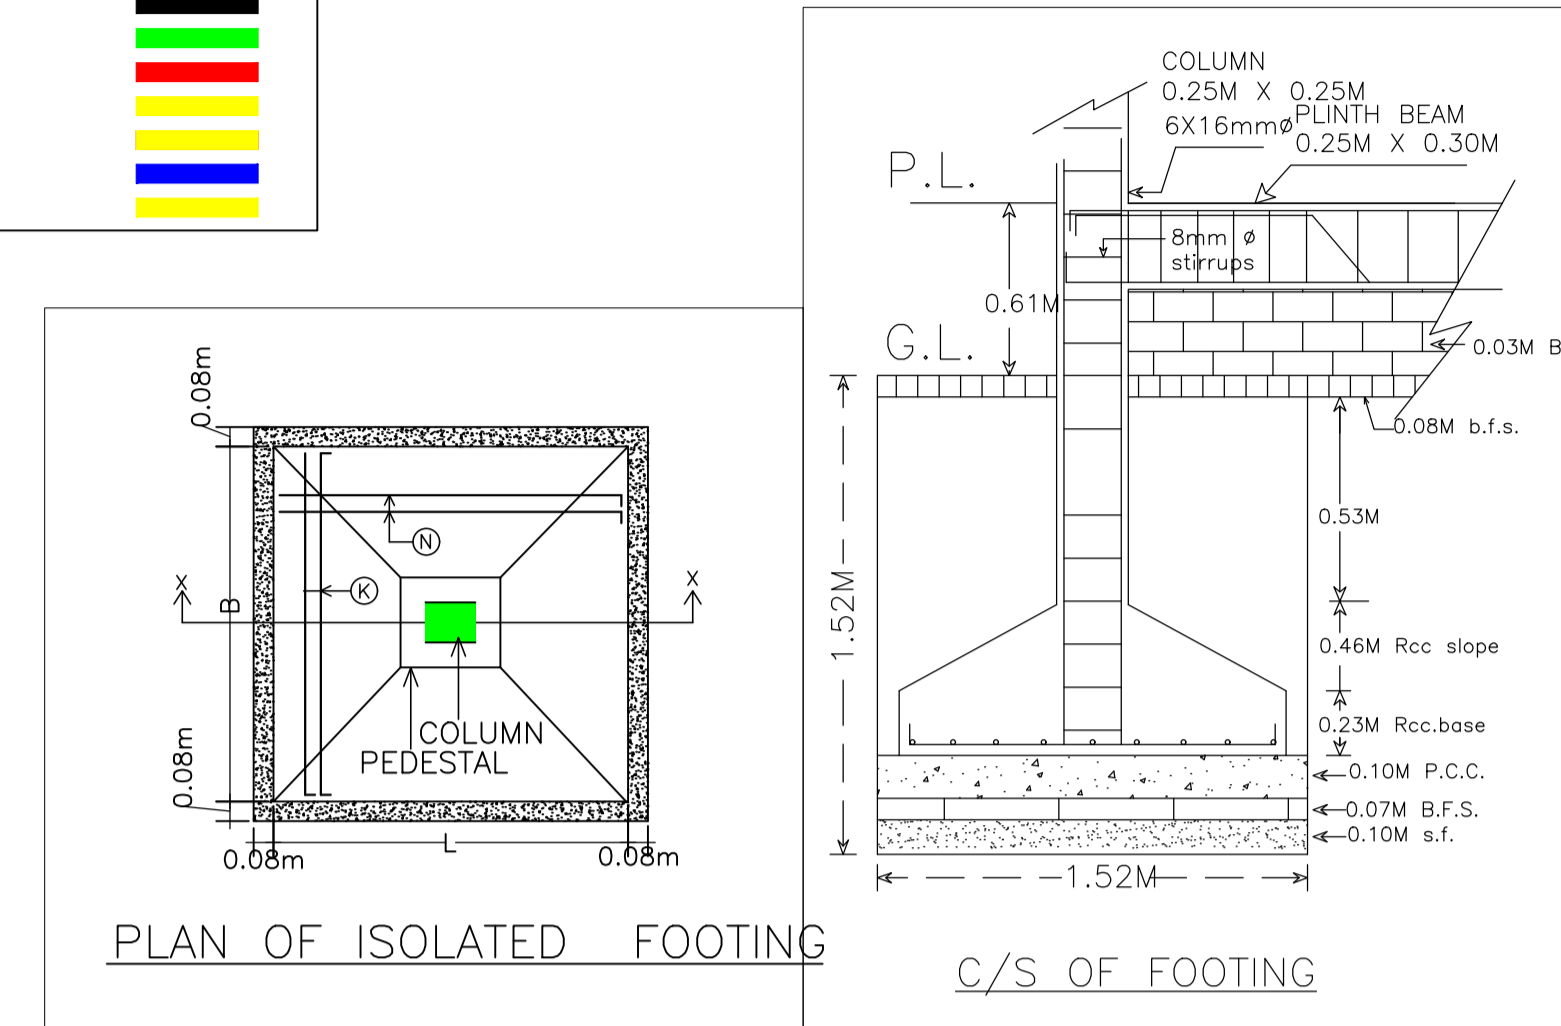 COLUMN
0.25M X 0.25M
6X16mmø
PLINTH BEAM
0.25M X 0.30M
P.L.
8mm ø
stirrups
0.61M
G.L.
0.03M B
0.08M b.f.s.
0.53M
1.52M
0.46M Rcc slope
0.23M Rcc.base
0.10M P.C.C.
0.07M B.F.S.
0.10M s.f.
1.52M
C/S OF FOOTING
0.08m
N
K
x
x
B
COLUMN
PEDESTAL
0.08m
L
0.08m
0.08m
PLAN OF ISOLATED FOOTING